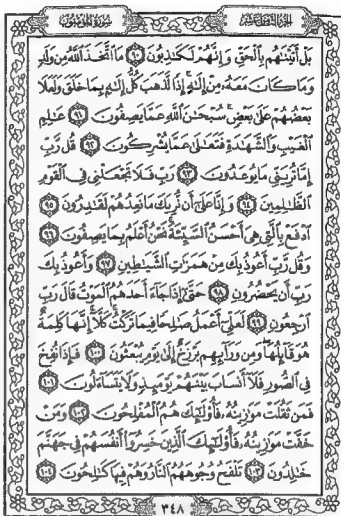 الجزء الثامن عشر سورة المؤمنون
بَلْ أَتَيْنَٰهُم بِٱلْحَقِّ وَإِنَّهُمْ لَكَٰذِبُونَ ٩٠ مَا ٱتَّخَذَ ٱللَّهُ مِن وَلَدٍ
وَمَا كَانَ مَعَهُۥ مِنْ إِلَٰهٍ إِذًا لَّذَهَبَ كُلُّ إِلَٰهٍۭ بِمَا خَلَقَ وَلَعَلَا
بَعْضُهُمْ عَلَىٰ بَعْضٍ سُبْحَٰنَ ٱللَّهِ عَمَّا يَصِفُونَ ٩١ عَٰلِمِ
ٱلْغَيْبِ وَٱلشَّهَٰدَةِ فَتَعَٰلَىٰ عَمَّا يُشْرِكُونَ ٩٢ قُل رَّبِّ
إِمَّا تُرِيَنِّي مَا يُوعَدُونَ ٩٣ رَبِّ فَلَا تَجْعَلْنِي فِي ٱلْقَوْمِ
ٱلظَّٰلِمِينَ ٩٤ وَإِنَّا عَلَىٰٓ أَن نُّرِيَكَ مَا نَعِدُهُمْ لَقَٰدِرُونَ ٩٥
ٱدْفَعْ بِٱلَّتِي هِيَ أَحْسَنُ ٱلسَّيِّئَةَ نَحْنُ أَعْلَمُ بِمَا يَصِفُونَ ٩٦
وَقُل رَّبِّ أَعُوذُ بِكَ مِنْ هَمَزَٰتِ ٱلشَّيَٰطِينِ ٩٧ وَأَعُوذُ بِكَ
رَبِّ أَن يَحْضُرُونِ ٩٨ حَتَّىٰٓ إِذَا جَآءَ أَحَدَهُمُ ٱلْمَوْتُ قَالَ رَبِّ
ٱرْجِعُونِ ٩٩ لَعَلِّيٓ أَعْمَلُ صَٰلِحًا فِيمَا تَرَكْتُ كَلَّآ إِنَّهَا كَلِمَةٌ
هُوَ قَآئِلُهَا وَمِن وَرَآئِهِم بَرْزَخٌ إِلَىٰ يَوْمِ يُبْعَثُونَ ١٠٠ فَإِذَا نُفِخَ
فِي ٱلصُّورِ فَلَآ أَنسَابَ بَيْنَهُمْ يَوْمَئِذٍ وَلَا يَتَسَآءَلُونَ ١٠١
فَمَن ثَقُلَتْ مَوَٰزِينُهُۥ فَأُو۟لَٰٓئِكَ هُمُ ٱلْمُفْلِحُونَ ١٠٢ وَمَنْ
خَفَّتْ مَوَٰزِينُهُۥ فَأُو۟لَٰٓئِكَ ٱلَّذِينَ خَسِرُوٓا۟ أَنفُسَهُمْ فِي جَهَنَّمَ
خَٰلِدُونَ ١٠٣ تَلْفَحُ وُجُوهَهُمُ ٱلنَّارُ وَهُمْ فِيهَا كَٰلِحُونَ ١٠٤
٣٤٨